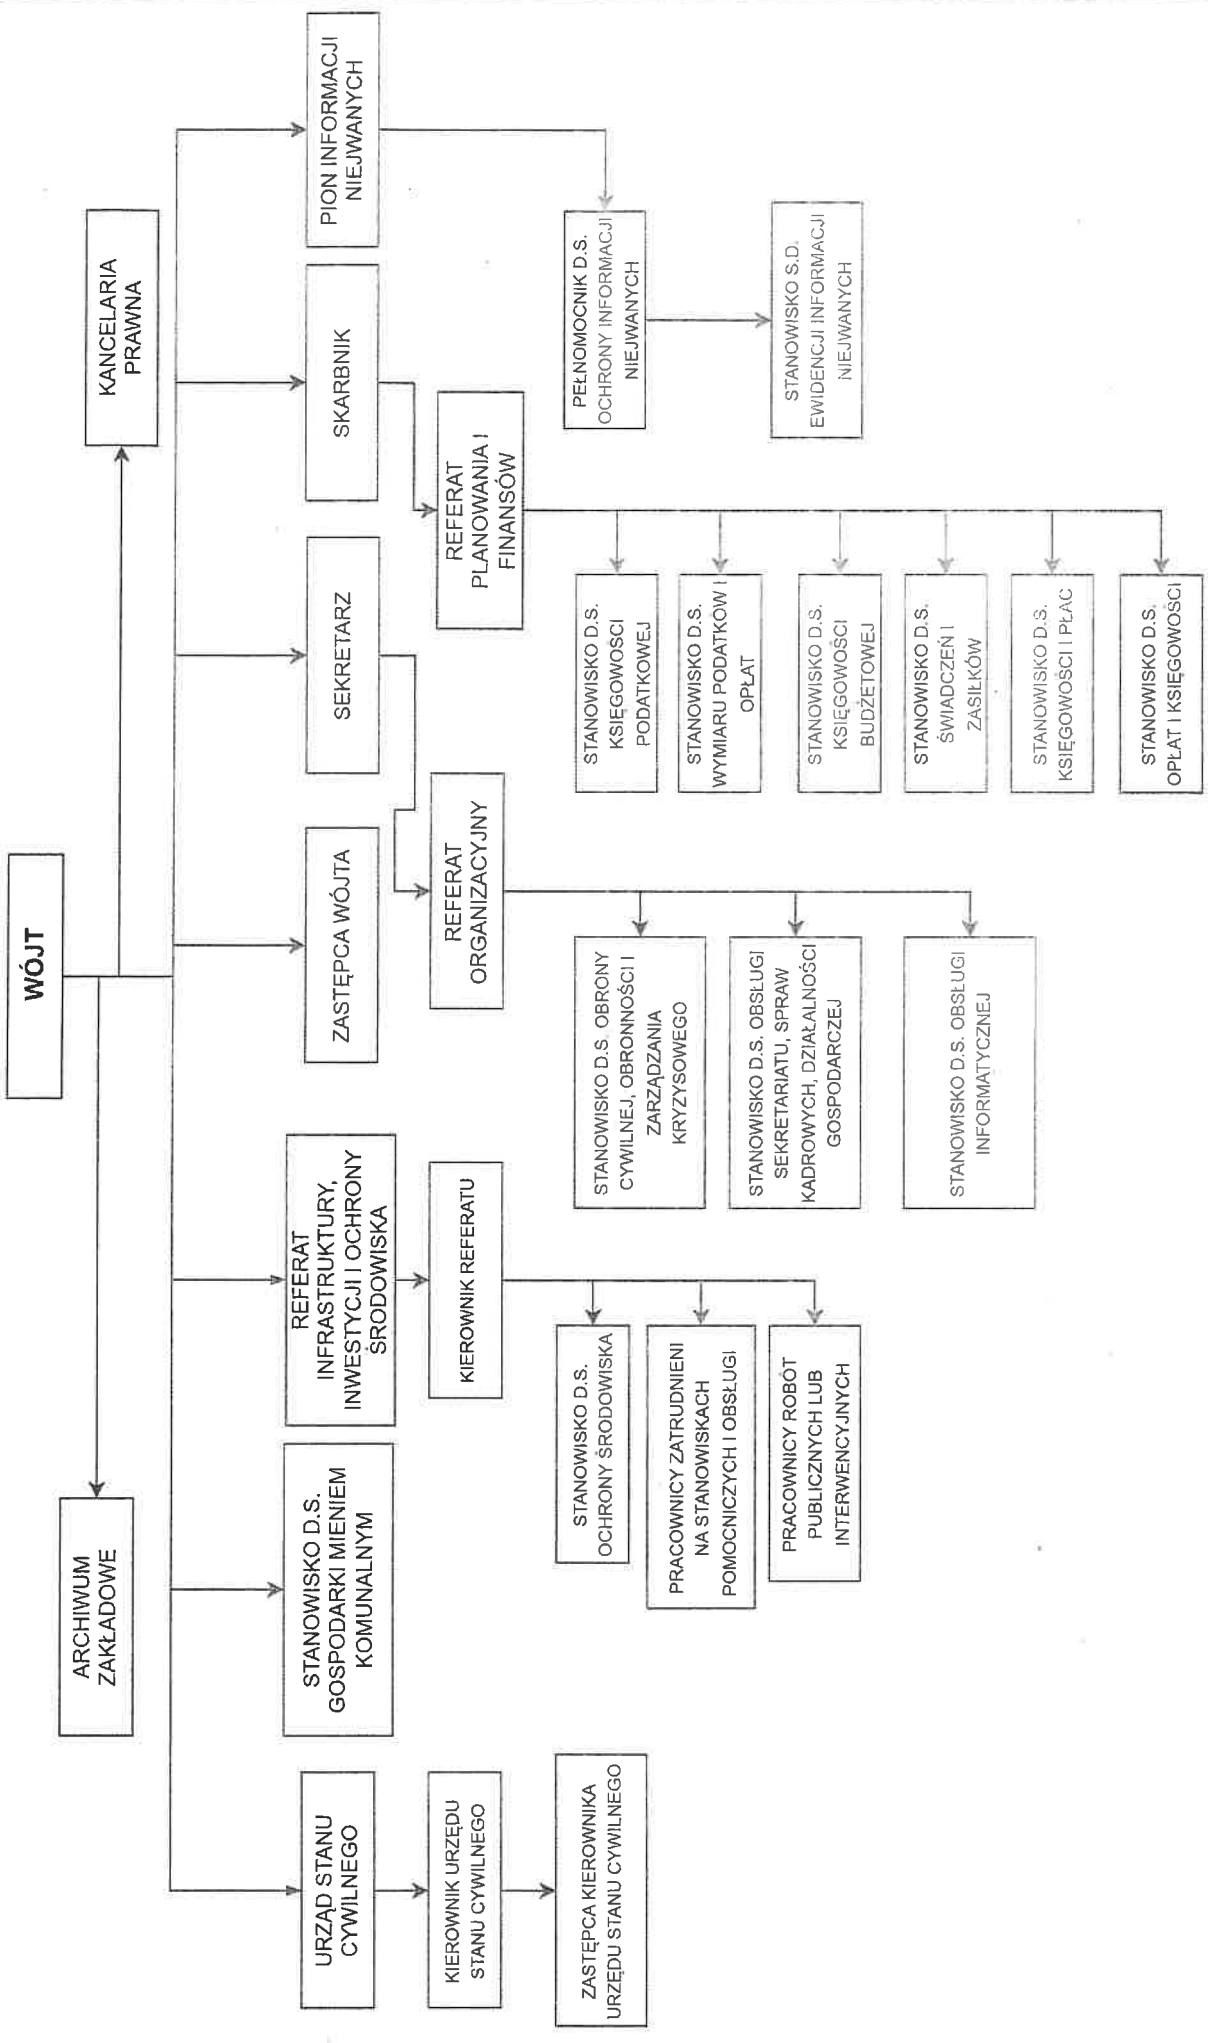 WÓJT
ARCHIWUM
ZAKŁADOWE
KANCELARIA
PRAWNA
URZĄD STANU
CYWILNEGO
STANOWISKO D.S.
GOSPODARKI MIENIEM
KOMUNALNYM
REFERAT
INFRASTRUKTURY,
INWESTYCJI I OCHRONY
ŚRODOWISKA
ZASTĘPCA WÓJTA
SEKRETARZ
SKARBNIK
PION INFORMACJI
NIEJWANYCH
KIEROWNIK URZĘDU
STANU CYWILNEGO
KIEROWNIK REFERATU
REFERAT
ORGANIZACYJNY
REFERAT
PLANOWANIA I
FINANSÓW
ZASTĘPCA KIEROWNIKA
URZĘDU STANU CYWILNEGO
STANOWISKO D.S.
OCHRONY ŚRODOWISKA
PRACOWNICY ZATRUDNIENI
NA STANOWISKACH
POMOCNICZYCH I OBSŁUGI
PRACOWNICY ROBÓT
PUBLICZNYCH LUB
INTERWENCYJNYCH
STANOWISKO D.S. OBRONY
CYWILNEJ, OBRONNOŚCI I
ZARZĄDZANIA
KRYZYSOWEGO
STANOWISKO D.S. OBSŁUGI
SEKRETARIATU, SPRAW
KADROWYCH, DZIAŁALNOŚCI
GOSPODARCZEJ
STANOWISKO D.S. OBSŁUGI
INFORMATYCZNEJ
STANOWISKO D.S.
KSIĘGOWOŚCI
PODATKOWEJ
STANOWISKO D.S.
WYMIARU PODATKÓW I
OPŁAT
STANOWISKO D.S.
KSIĘGOWOŚCI
BUDŻETOWEJ
STANOWISKO D.S.
ŚWIADCZEŃ I
ZASIŁKÓW
STANOWISKO D.S.
KSIĘGOWOŚCI I PŁAC
STANOWISKO D.S.
OPŁAT I KSIĘGOWOŚCI
PEŁNOMOCNIK D.S.
OCHRONY INFORMACJI
NIEJWANYCH
STANOWISKO S.D.
EWIDENCJI INFORMACJI
NIEJWANYCH